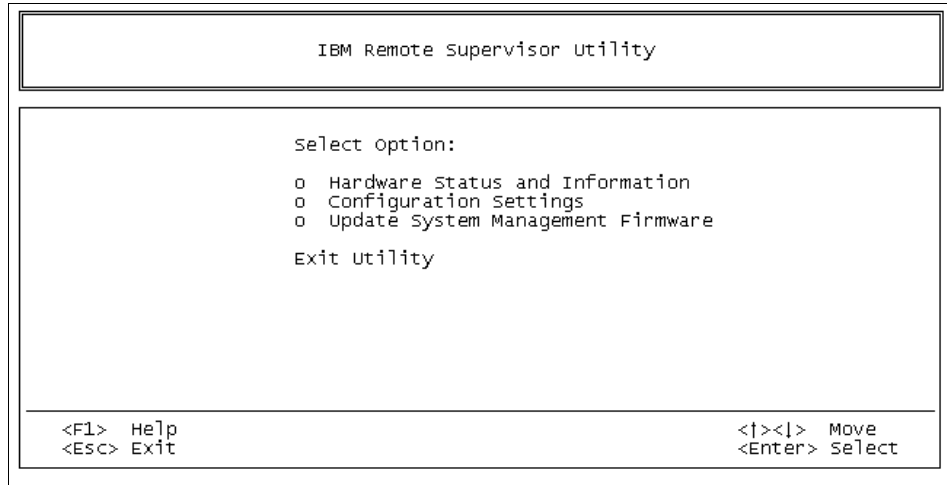 IBM Remote Supervisor Utility
Select Option:
o Hardware Status and Information
o Configuration Settings
o Update System Management Firmware
Exit Utility
<F1> Help
<Esc> Exit
<↑><↓> Move
<Enter> Select